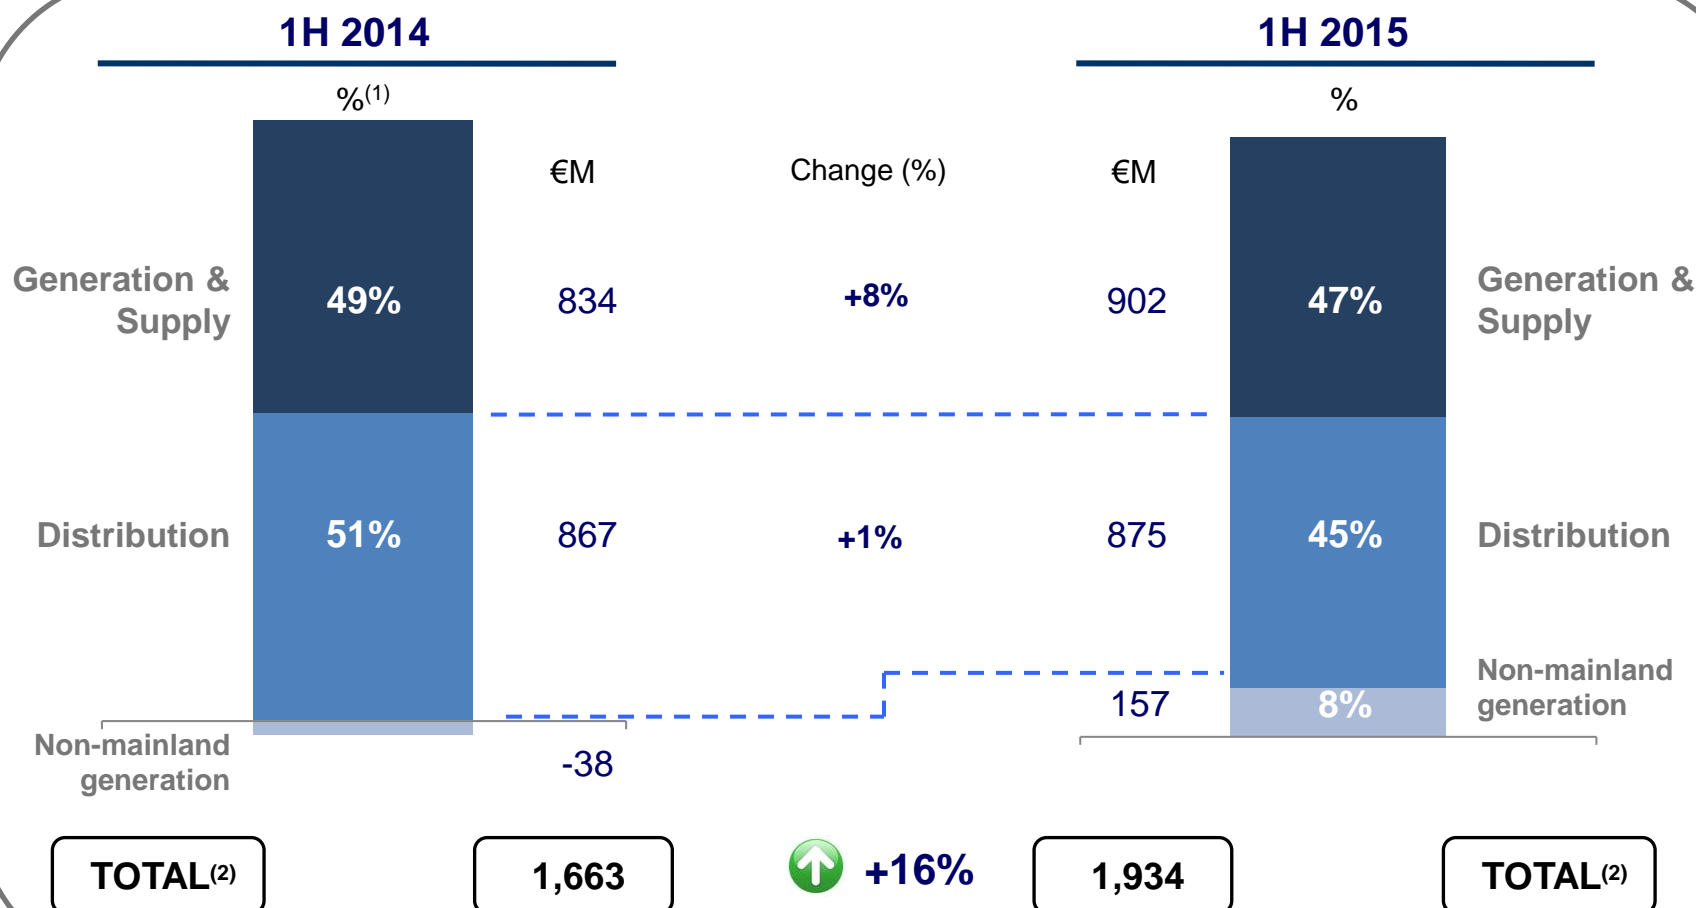 1H 2014
1H 2015
%(1)
%
€M
Change (%)
€M
Generation &
Supply
49%
834
+8%
902
47%
Generation &
Supply
Distribution
51%
867
+1%
875
45%
Distribution
Non-mainland
generation
157
8%
Non-mainland
generation
-38
TOTAL(2)
1,663
+16%
1,934
TOTAL(2)